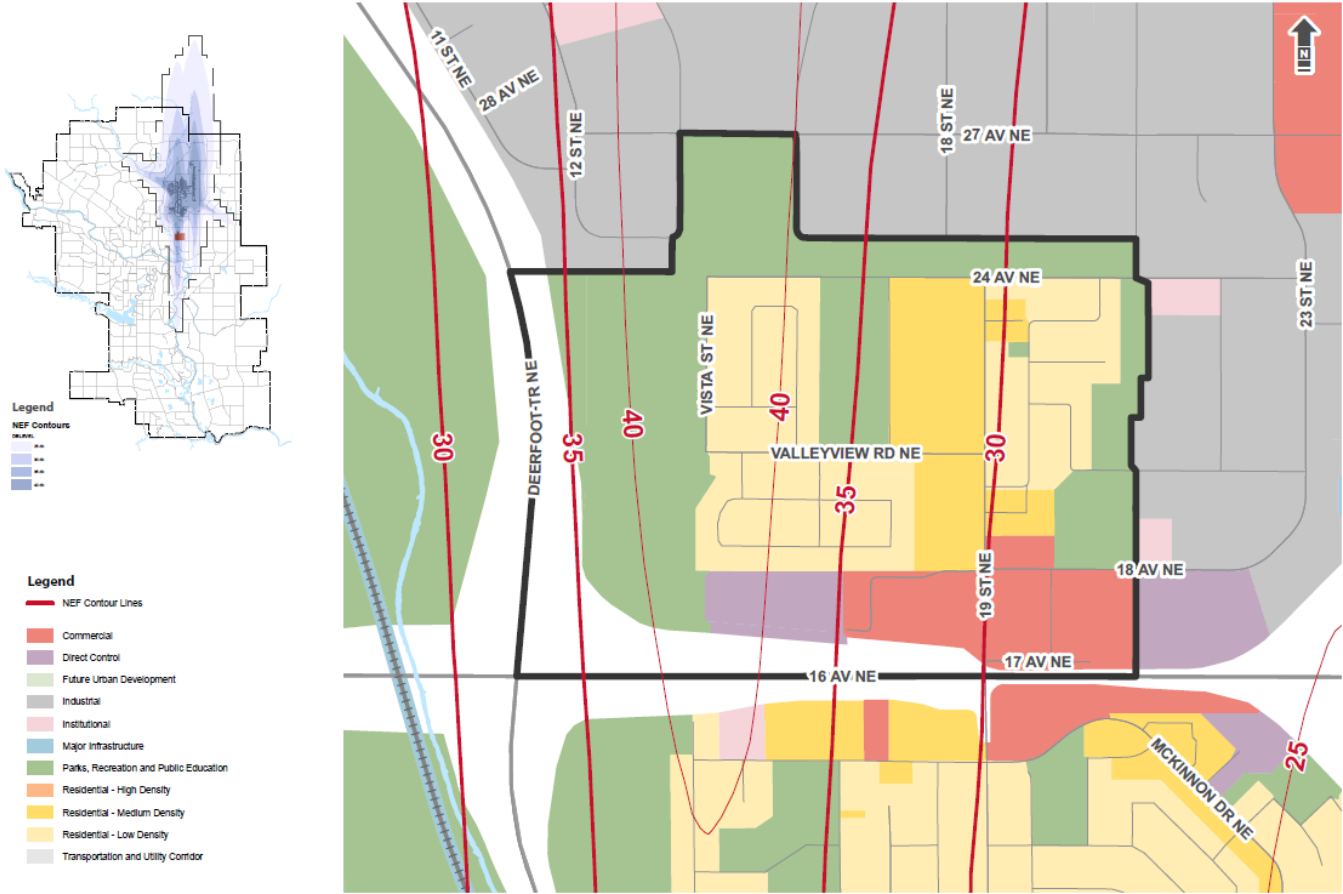 Legend
NEF Contours
Legend
NEF Contour Lines
Commercial
Direct Control
Future Urban Development
Industrial
Institutional
Major Infrastructure
Parks, Recreation and Public Education
Residential - High Density
Residential - Medium Density
Residential - Low Density
Transportation and Utility Corridor
N
11 ST NE
28 AV NE
12 ST NE
18 ST NE
27 AV NE
24 AV NE
23 ST NE
VISTA ST NE
DEERFOOT-TR NE
40
40
30
35
VALLEYVIEW RD NE
30
35
19 ST NE
18 AV NE
17 AV NE
16 AV NE
MCKINNON DR NE
25